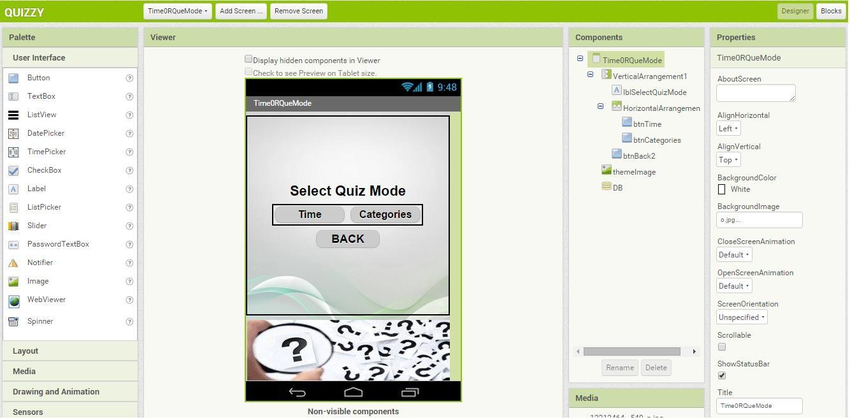 QUIZZY
Time0RQueMode
Add Screen ...
Remove Screen
Designer
Blocks
Palette
User Interface
Button
TextBox
ListView
DatePicker
TimePicker
CheckBox
Label
ListPicker
Slider
PasswordTextBox
Notifier
Image
WebViewer
Spinner
Layout
Media
Drawing and Animation
Sensors
Viewer
Display hidden components in Viewer
Check to see Preview on Tablet size.
9:48
Time0RQueMode
Select Quiz Mode
Time
Categories
BACK
Non-visible components
Components
Time0RQueMode
VerticalArrangement1
lblSelectQuizMode
HorizontalArrangemen
btnTime
btnCategories
btnBack2
themeImage
DB
Rename
Delete
Media
Properties
Time0RQueMode
AboutScreen
AlignHorizontal
Left
AlignVertical
Top
BackgroundColor
White
BackgroundImage
o.jpg...
CloseScreenAnimation
Default
OpenScreenAnimation
Default
ScreenOrientation
Unspecified
Scrollable
ShowStatusBar
Title
Time0RQueMode